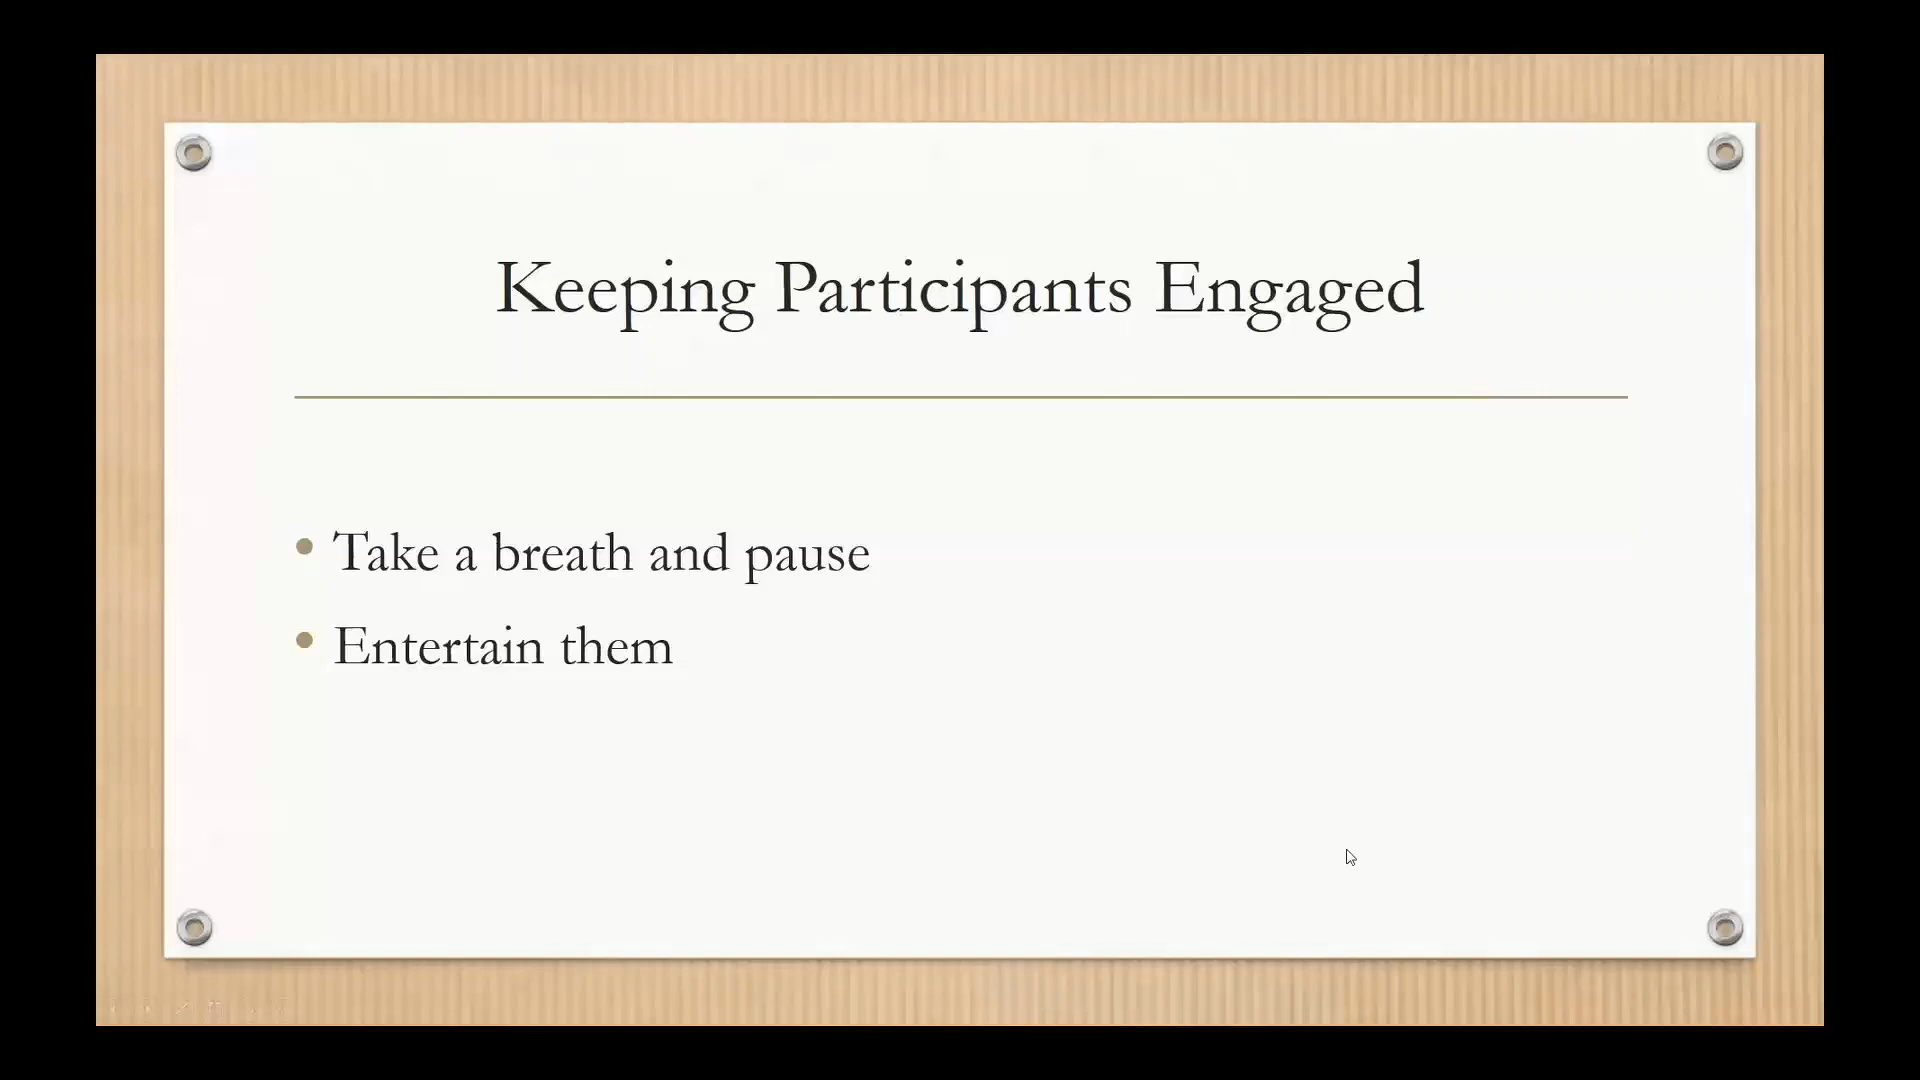 Keeping Participants Engaged
• Take a breath and pause
• Entertain them